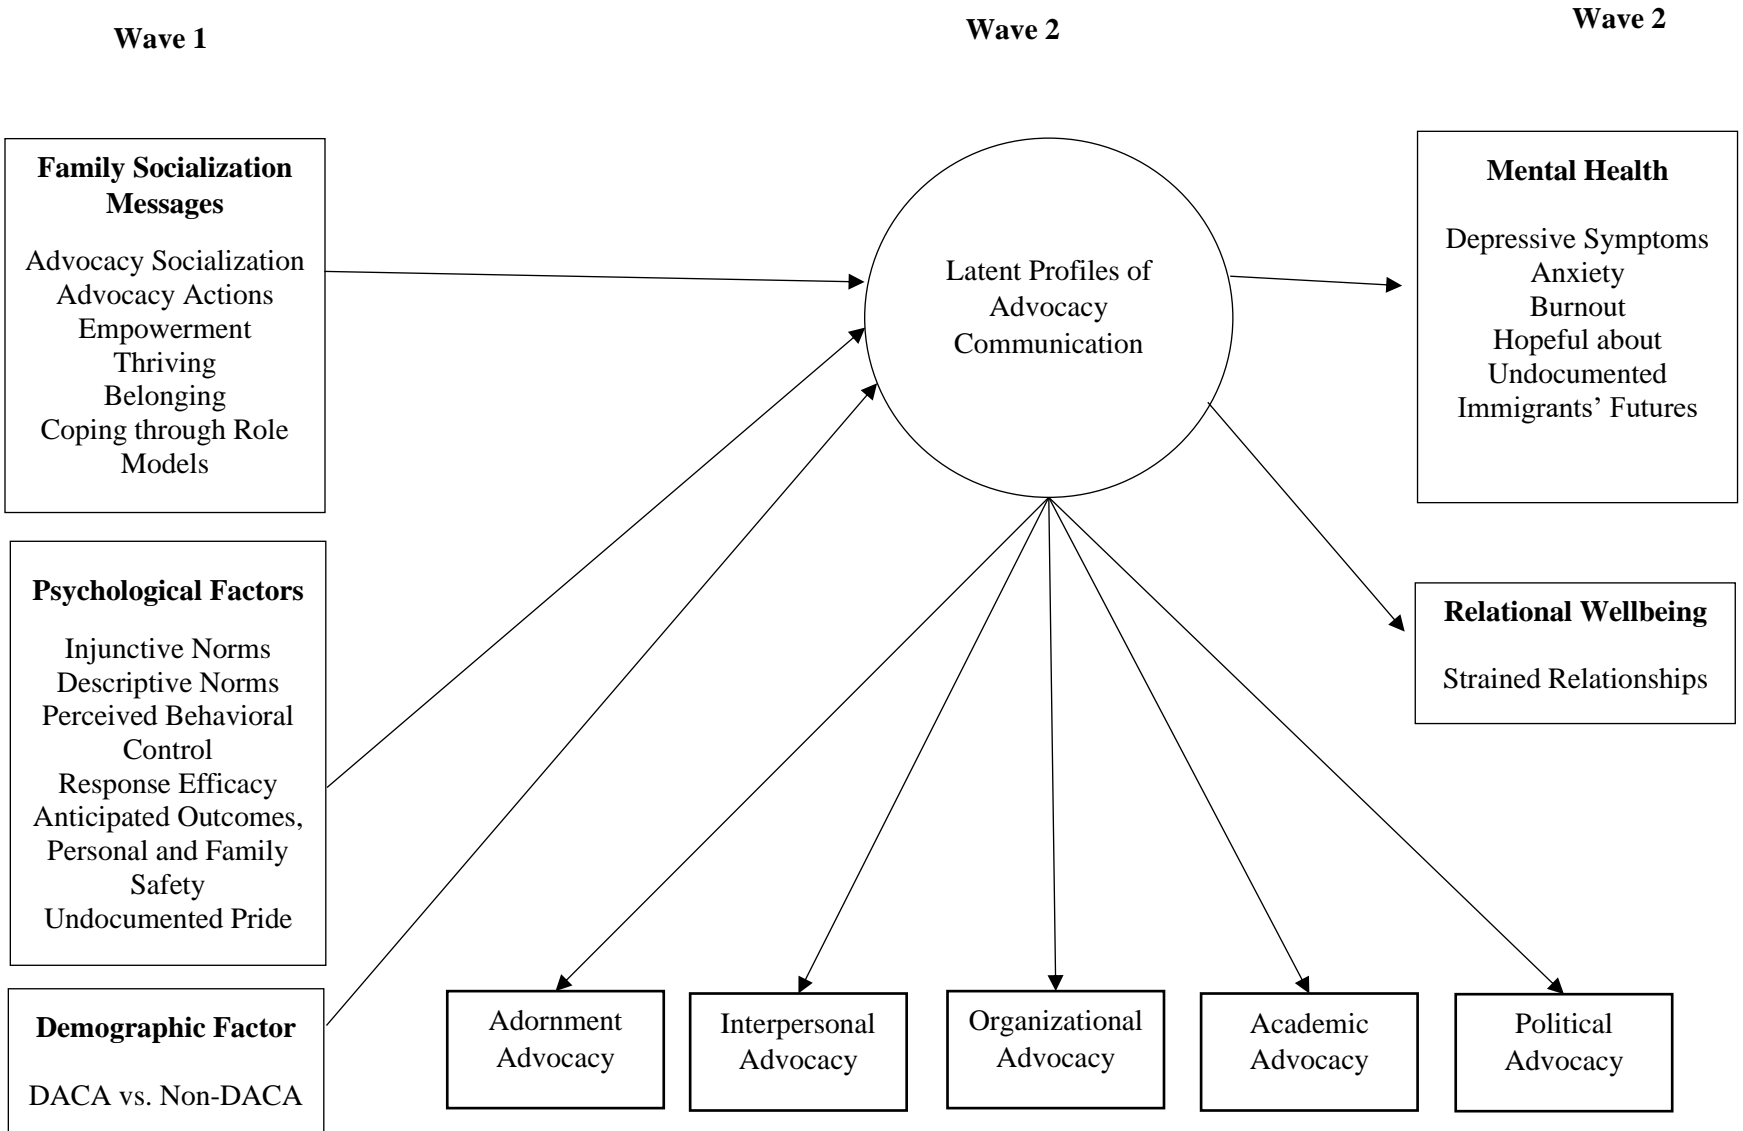 Wave 1
Wave 2
Wave 2
Family Socialization
Messages
Advocacy Socialization
Advocacy Actions
Empowerment
Thriving
Belonging
Coping through Role
Models
Psychological Factors
Injunctive Norms
Descriptive Norms
Perceived Behavioral
Control
Response Efficacy
Anticipated Outcomes,
Personal and Family
Safety
Undocumented Pride
Demographic Factor
DACA vs. Non-DACA
Latent Profiles of
Advocacy
Communication
Mental Health
Depressive Symptoms
Anxiety
Burnout
Hopeful about
Undocumented
Immigrants’ Futures
Relational Wellbeing
Strained Relationships
Adornment
Advocacy
Interpersonal
Advocacy
Organizational
Advocacy
Academic
Advocacy
Political
Advocacy